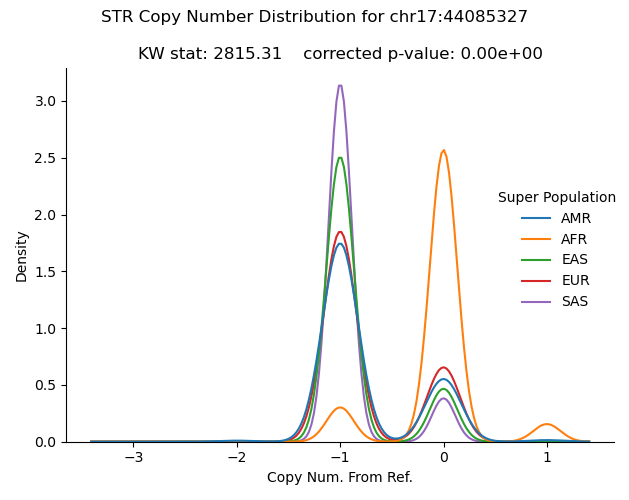 STR Copy Number Distribution for chr17:44085327
KW stat: 2815.31    corrected p-value: 0.00e+00
3.0
2.5
2.0
1.5
1.0
0.5
0.0
Density
Super Population
AMR
AFR
EAS
EUR
SAS
−3 −2 −1 0 1
Copy Num. From Ref.